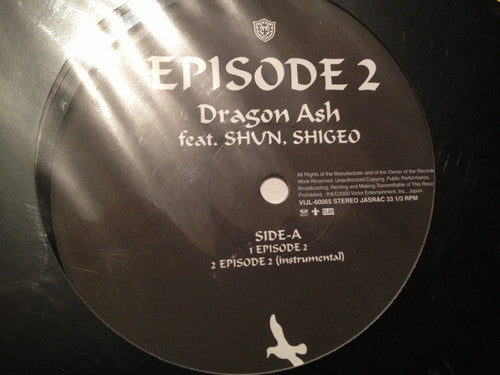 EPISODE 2
Dragon Ash
feat. SHUN, SHIGEO
All Rights of the Manufacturer and of the Owner of the Recorded
Work Reserved. Unauthorized Copying, Public Performance,
Broadcasting, Renting and Making Transmittable of This Record
Prohibited. ℗&©2000 Victor Entertainment, Inc., Japan.
VIJL-60065 STEREO JASRAC 33 1/3 RPM
SIDE-A
1 EPISODE 2
2 EPISODE 2 (instrumental)